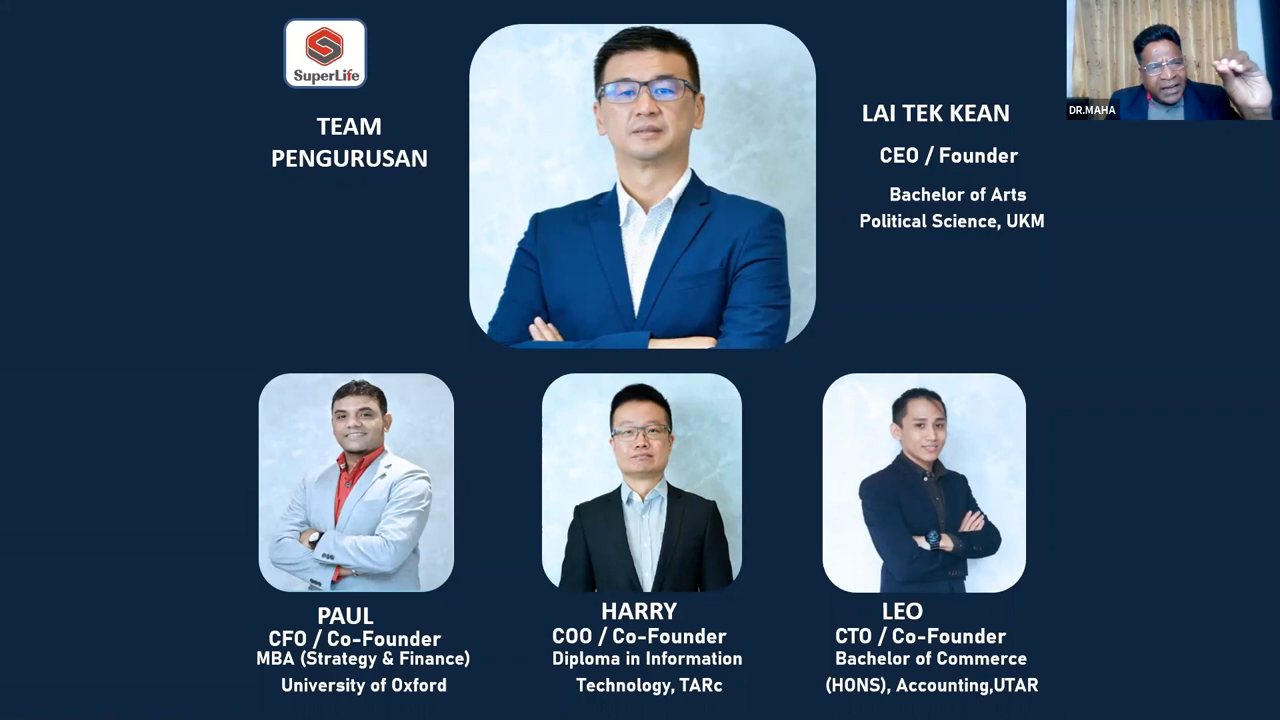 SuperLife
TEAM
PENGURUSAN
LAI TEK KEAN
CEO / Founder
Bachelor of Arts
Political Science, UKM
DR.MAHA
PAUL
CFO / Co-Founder
MBA (Strategy & Finance)
University of Oxford
HARRY
COO / Co-Founder
Diploma in Information
Technology, TARc
LEO
CTO / Co-Founder
Bachelor of Commerce
(HONS), Accounting,UTAR